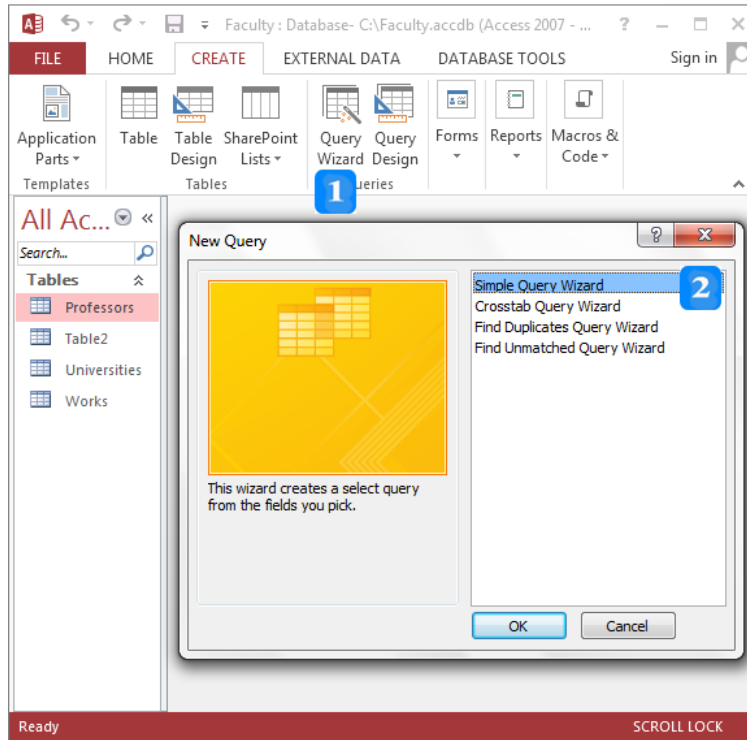 Faculty : Database- C:\Faculty.accdb (Access 2007 - ...
FILE HOME CREATE EXTERNAL DATA DATABASE TOOLS Sign in
Application Parts
Table
Table Design
SharePoint Lists
Query Wizard
Query Design
Forms
Reports
Macros & Code
Templates
Tables
ueries
1
All Ac...
Search...
Tables
Professors
Table2
Universities
Works
New Query
Simple Query Wizard
2
Crosstab Query Wizard
Find Duplicates Query Wizard
Find Unmatched Query Wizard
This wizard creates a select query
from the fields you pick.
OK Cancel
Ready SCROLL LOCK